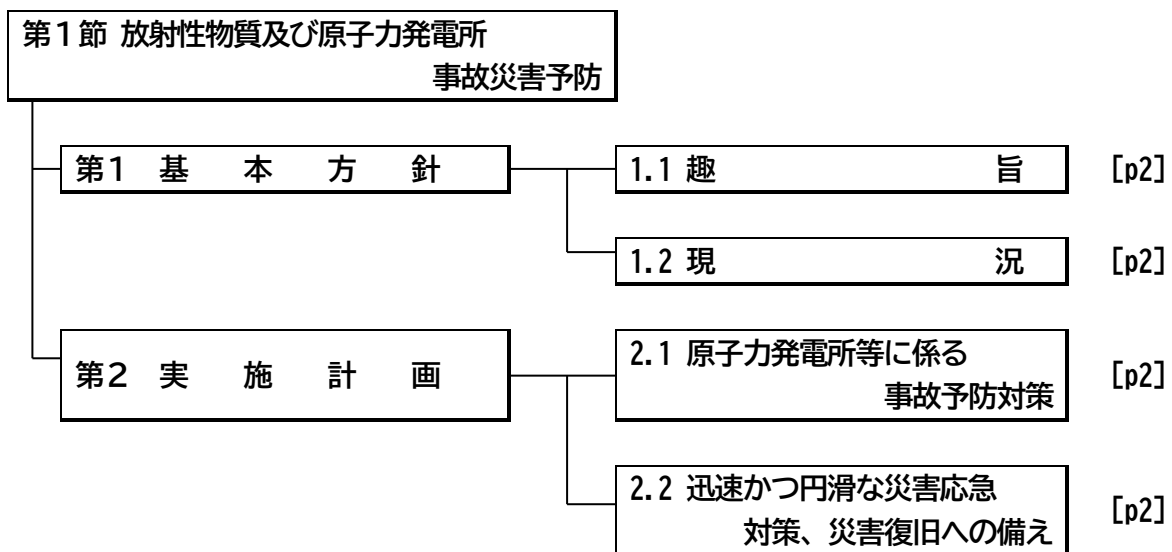 第1節 放射性物質及び原子力発電所
事故災害予防
第1 基本方針
1.1 趣旨 [p2]
1.2 現況 [p2]
第2 実施計画
2.1 原子力発電所等に係る
事故予防対策 [p2]
2.2 迅速かつ円滑な災害応急
対策、災害復旧への備え [p2]